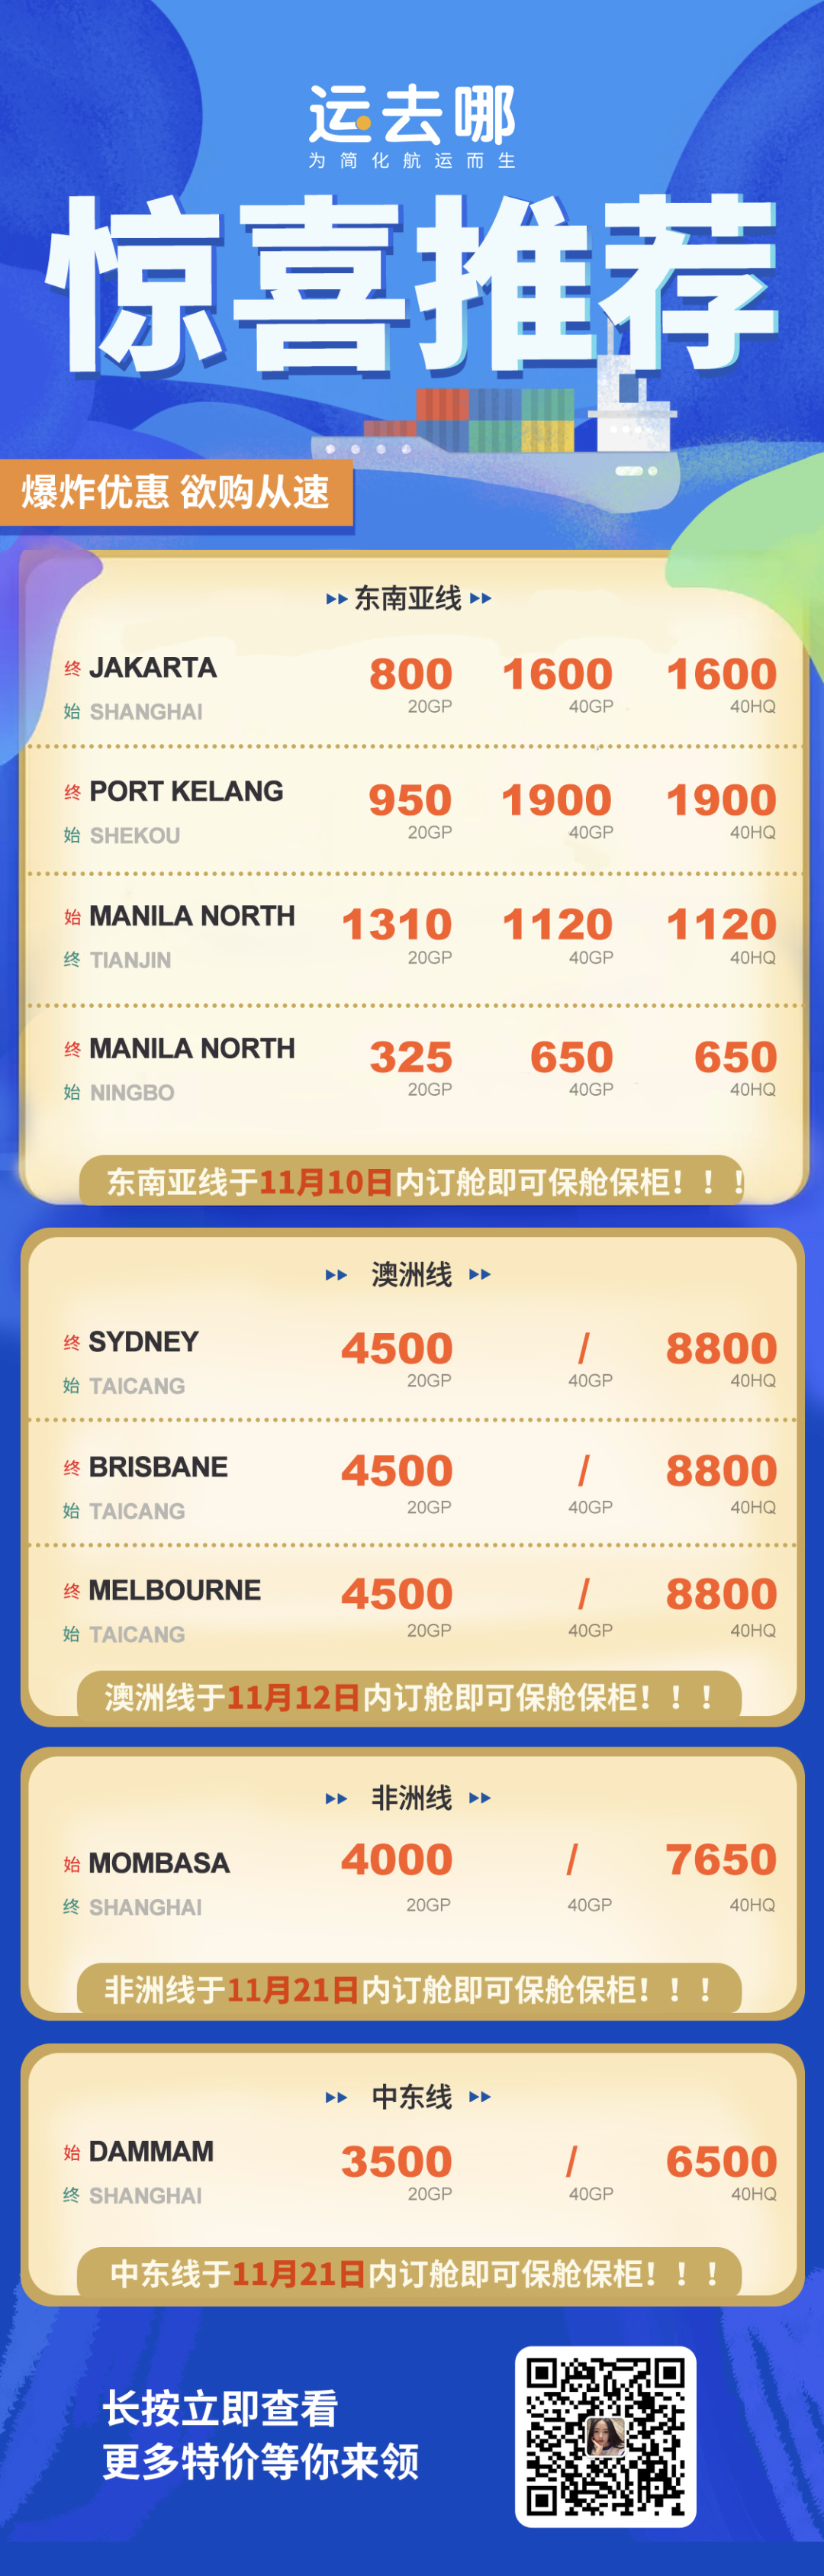 运去哪
为简化航运而生
惊喜推荐
爆炸优惠 欲购从速
东南亚线
终 JAKARTA 800 1600 1600
始 SHANGHAI 20GP 40GP 40HQ
终 PORT KELANG 950 1900 1900
始 SHEKOU 20GP 40GP 40HQ
始 MANILA NORTH 1310 1120 1120
终 TIANJIN 20GP 40GP 40HQ
终 MANILA NORTH 325 650 650
始 NINGBO 20GP 40GP 40HQ
东南亚线于11月10日内订舱即可保舱保柜！！！
澳洲线
终 SYDNEY 4500 / 8800
始 TAICANG 20GP 40GP 40HQ
终 BRISBANE 4500 / 8800
始 TAICANG 20GP 40GP 40HQ
终 MELBOURNE 4500 / 8800
始 TAICANG 20GP 40GP 40HQ
澳洲线于11月12日内订舱即可保舱保柜！！！
非洲线
始 MOMBASA 4000 / 7650
终 SHANGHAI 20GP 40GP 40HQ
非洲线于11月21日内订舱即可保舱保柜！！！
中东线
始 DAMMAM 3500 / 6500
终 SHANGHAI 20GP 40GP 40HQ
中东线于11月21日内订舱即可保舱保柜！！！
长按立即查看
更多特价等你来领